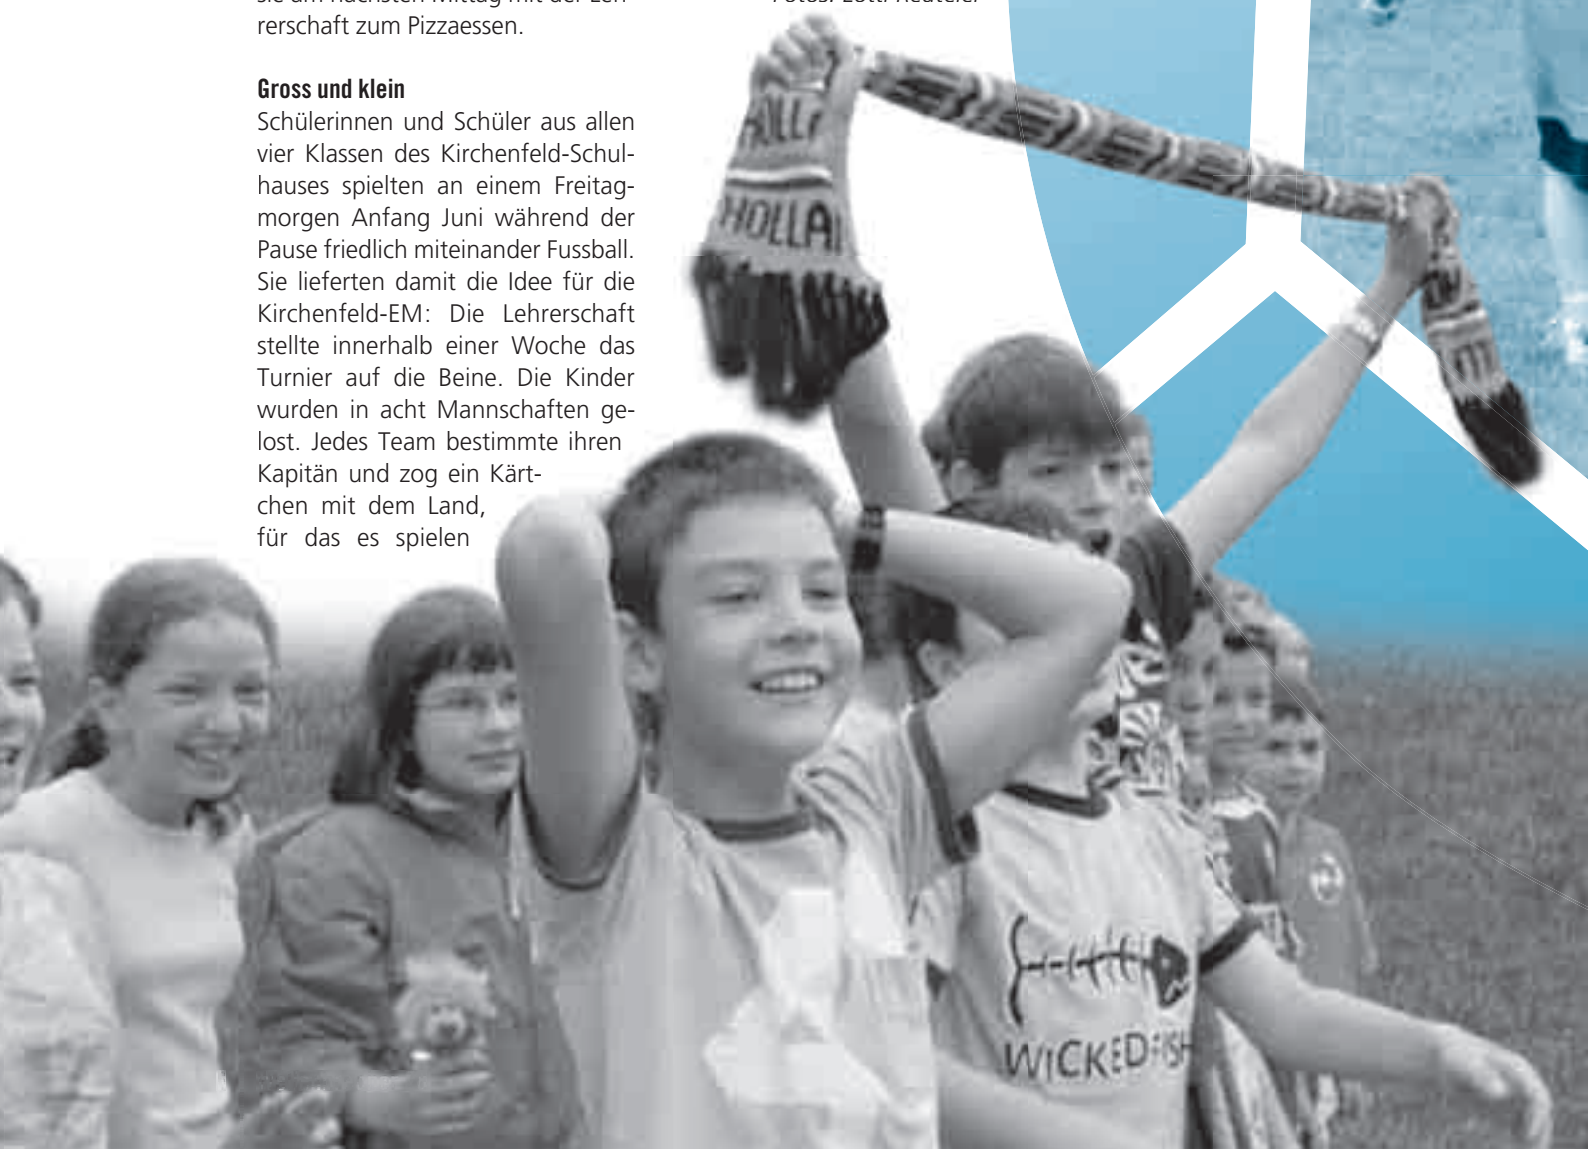 rerschaft zum Pizzaessen.
Gross und klein
Schülerinnen und Schüler aus allen
vier Klassen des Kirchenfeld-Schul-
hauses spielten an einem Freitag-
morgen Anfang Juni während der
Pause friedlich miteinander Fussball.
Sie lieferten damit die Idee für die
Kirchenfeld-EM: Die Lehrerschaft
stellte innerhalb einer Woche das
Turnier auf die Beine. Die Kinder
wurden in acht Mannschaften ge-
lost. Jedes Team bestimmte ihren
Kapitän und zog ein Kärt-
chen mit dem Land,
für das es spielen
HOLLA
WICKEDFISH